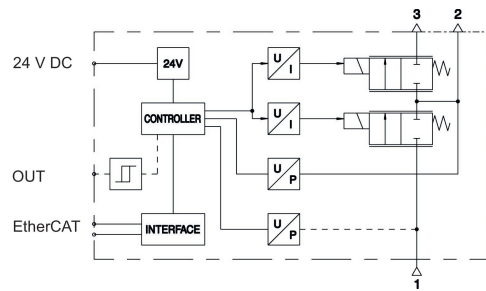 3 2
24 V DC
24V
U
I
CONTROLLER
U
I
OUT
U
P
EtherCAT
INTERFACE
U
P
1